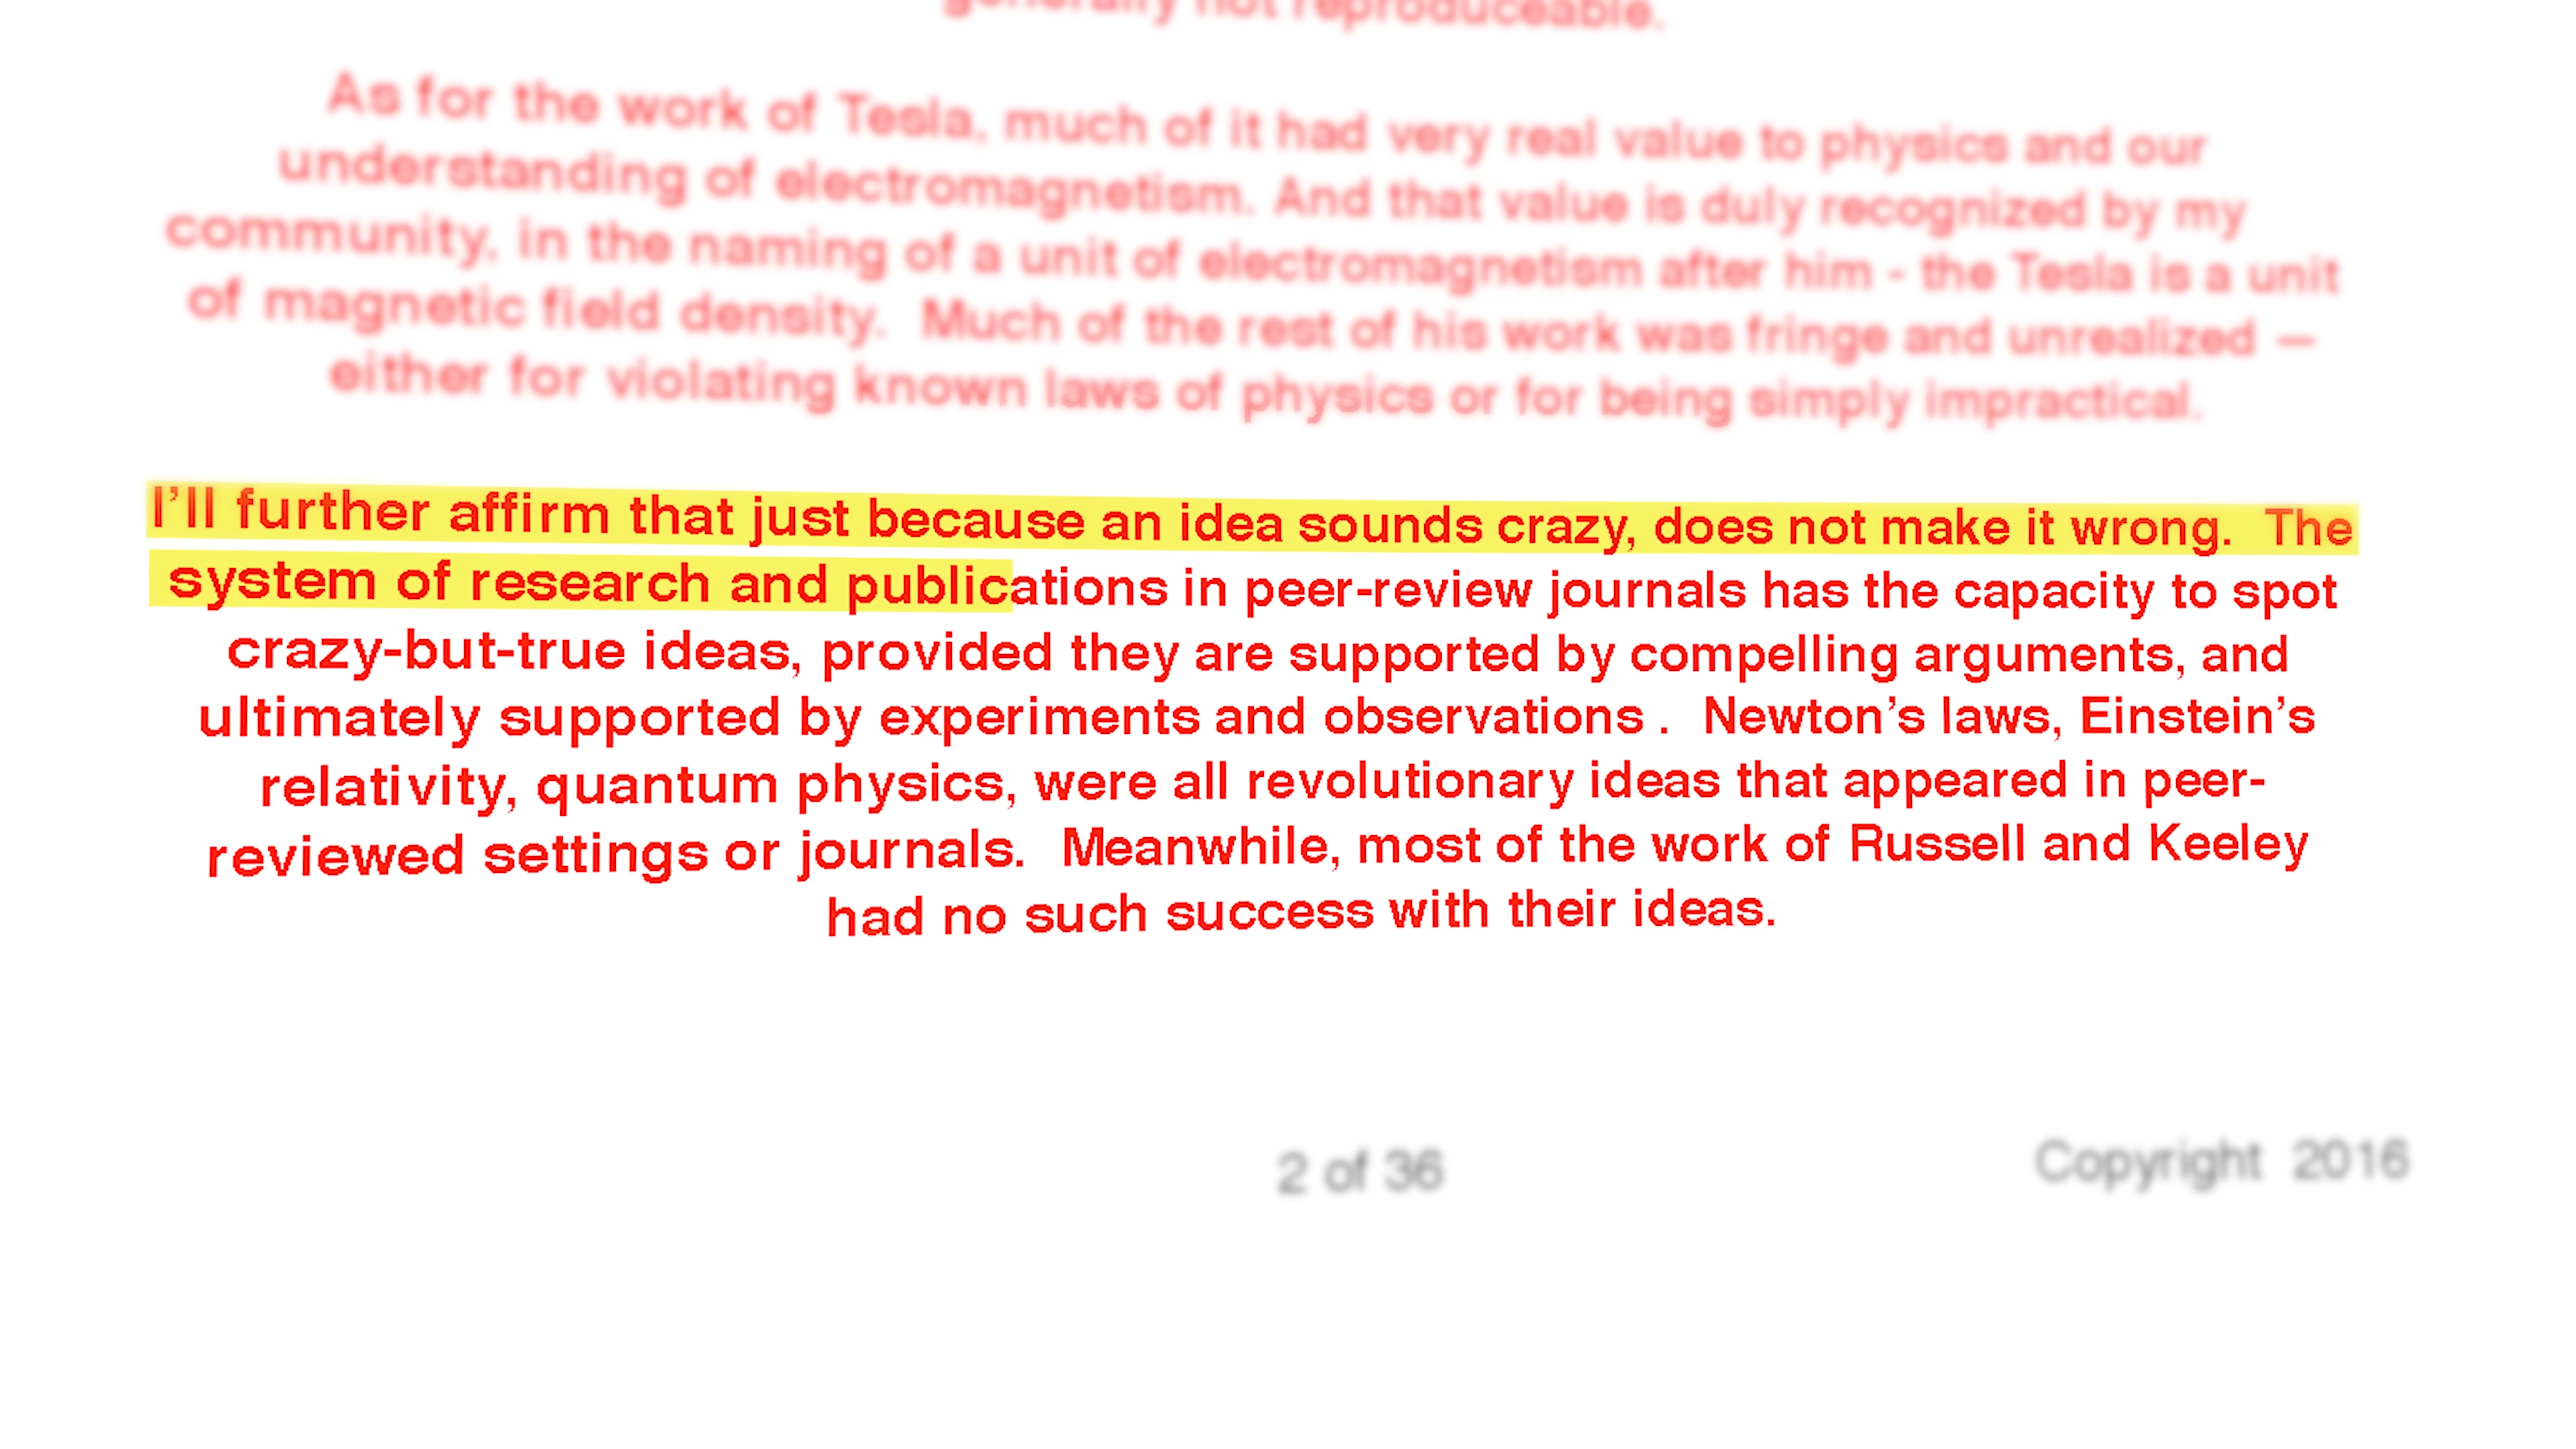 generally not reproduceable.
As for the work of Tesla, much of it had very real value to physics and our
understanding of electromagnetism. And that value is duly recognized by my
community, in the naming of a unit of electromagnetism after him - the Tesla is a unit
of magnetic field density. Much of the rest of his work was fringe and unrealized —
either for violating known laws of physics or for being simply impractical.
I’ll further affirm that just because an idea sounds crazy, does not make it wrong. The
system of research and publications in peer-review journals has the capacity to spot
crazy-but-true ideas, provided they are supported by compelling arguments, and
ultimately supported by experiments and observations . Newton’s laws, Einstein’s
relativity, quantum physics, were all revolutionary ideas that appeared in peer-
reviewed settings or journals. Meanwhile, most of the work of Russell and Keeley
had no such success with their ideas.
2 of 36
Copyright 2016